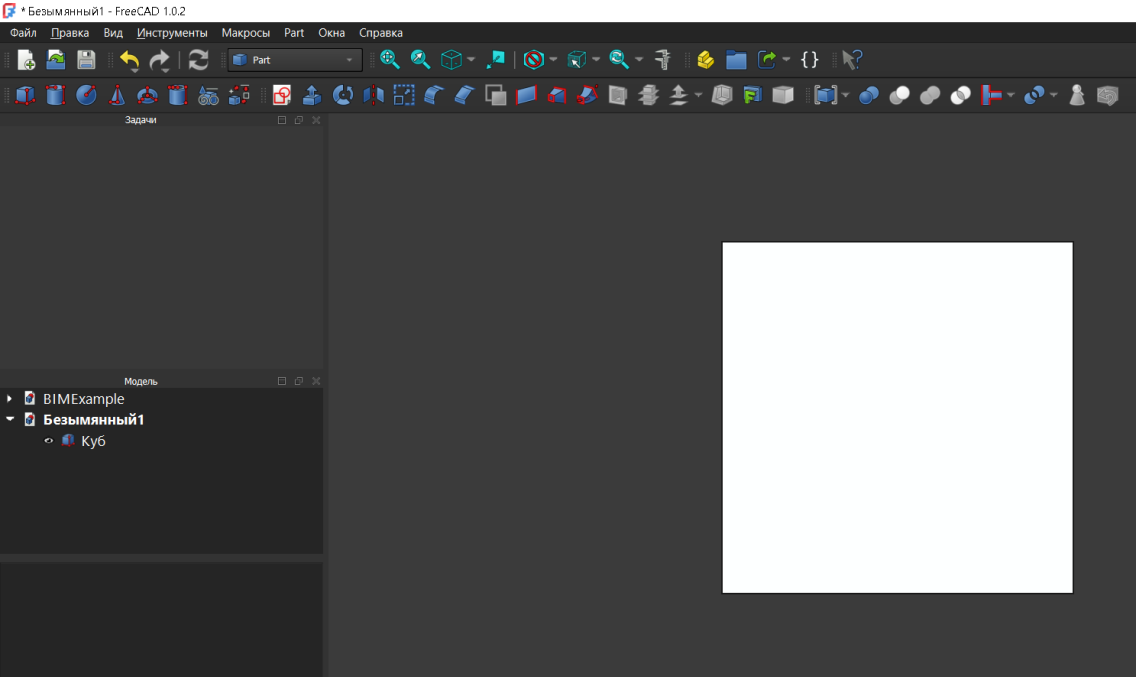 * Безымянный1 - FreeCAD 1.0.2
Файл Правка Вид Инструменты Макросы Part Окна Справка
Part
Задачи
Модель
BIMExample
Безымянный1
Куб